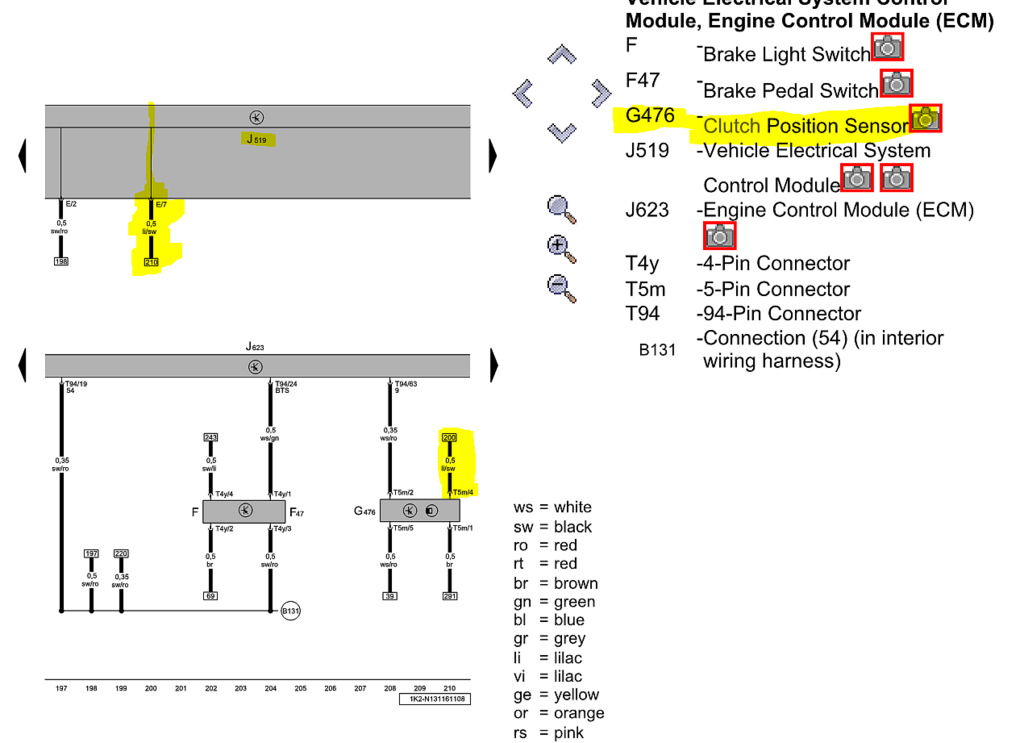 Vehicle Electrical System Control
Module, Engine Control Module (ECM)
F -Brake Light Switch
F47 -Brake Pedal Switch
G476 -Clutch Position Sensor
J519 -Vehicle Electrical System
Control Module
J623 -Engine Control Module (ECM)
T4y -4-Pin Connector
T5m -5-Pin Connector
T94 -94-Pin Connector
B131 -Connection (54) (in interior
wiring harness)
J519
E/2 E/7
0,5 0,5
sw/ro li/sw
198 210
J623
T94/19 T94/24 T94/63
54 BTS 9
243 200
0,5 0,35
ws/gn ws/ro
0,35 0,5 0,5
sw/ro sw/li li/sw
T4y/4 T4y/1 T5m/2 T5m/4
F F47 G476
T4y/2 T4y/3 T5m/5 T5m/1
197 220
0,5 0,5 0,5 0,5
br sw/ro ws/ro br
0,5 0,35
sw/ro sw/ro
69 39 291
B131
197 198 199 200 201 202 203 204 205 206 207 208 209 210
1K2-N131161108
ws = white
sw = black
ro = red
rt = red
br = brown
gn = green
bl = blue
gr = grey
li = lilac
vi = lilac
ge = yellow
or = orange
rs = pink